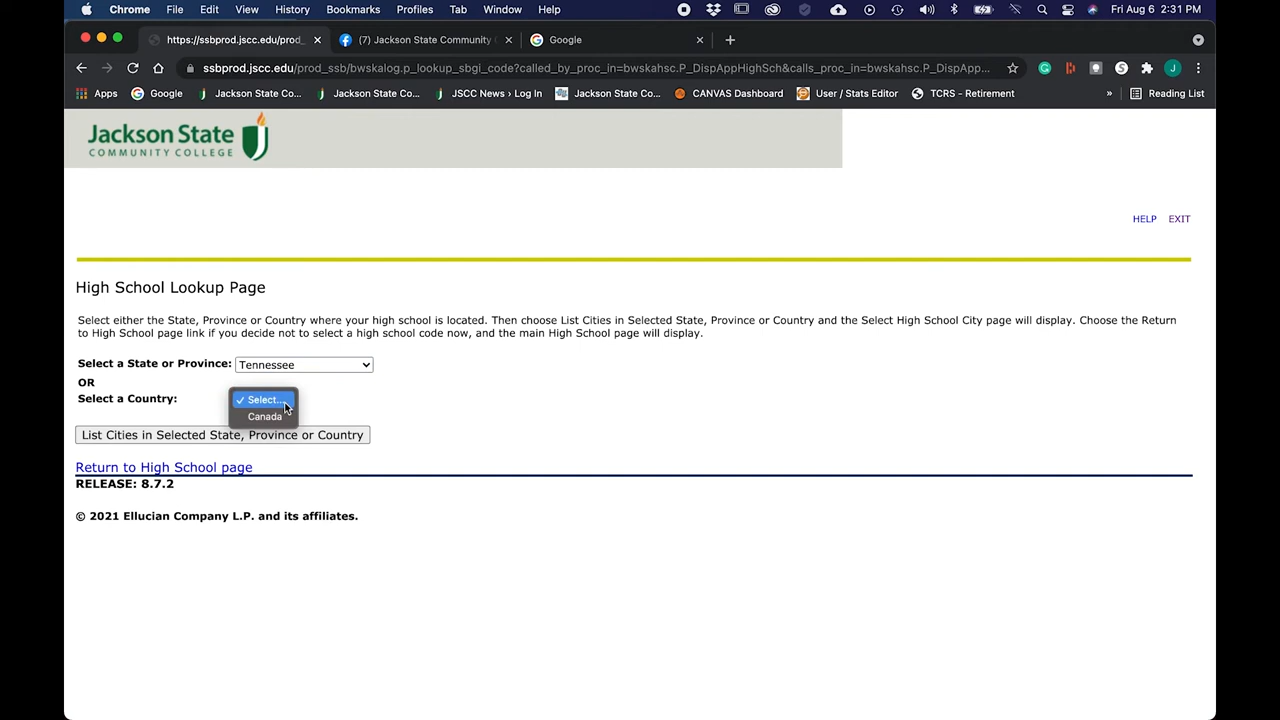 Chrome File Edit View History Bookmarks Profiles Tab Window Help Fri Aug 6 2:31 PM
https://ssbprod.jscc.edu/prod_ (7) Jackson State Community C Google
ssbprod.jscc.edu/prod_ssb/bwskalog.p_lookup_sbgi_code?called_by_proc_in=bwskahsc.P_DispAppHighSch&calls_proc_in=bwskahsc.P_DispApp... J
Apps Google Jackson State Co... Jackson State Co... JSCC News › Log In Jackson State Co... CANVAS Dashboard User / Stats Editor TCRS - Retirement » Reading List
Jackson State
COMMUNITY COLLEGE
HELP EXIT
High School Lookup Page
Select either the State, Province or Country where your high school is located. Then choose List Cities in Selected State, Province or Country and the Select High School City page will display. Choose the Return
to High School page link if you decide not to select a high school code now, and the main High School page will display.
Select a State or Province: Tennessee
OR
Select a Country: ✓ Select...
Canada
List Cities in Selected State, Province or Country
Return to High School page
RELEASE: 8.7.2
© 2021 Ellucian Company L.P. and its affiliates.